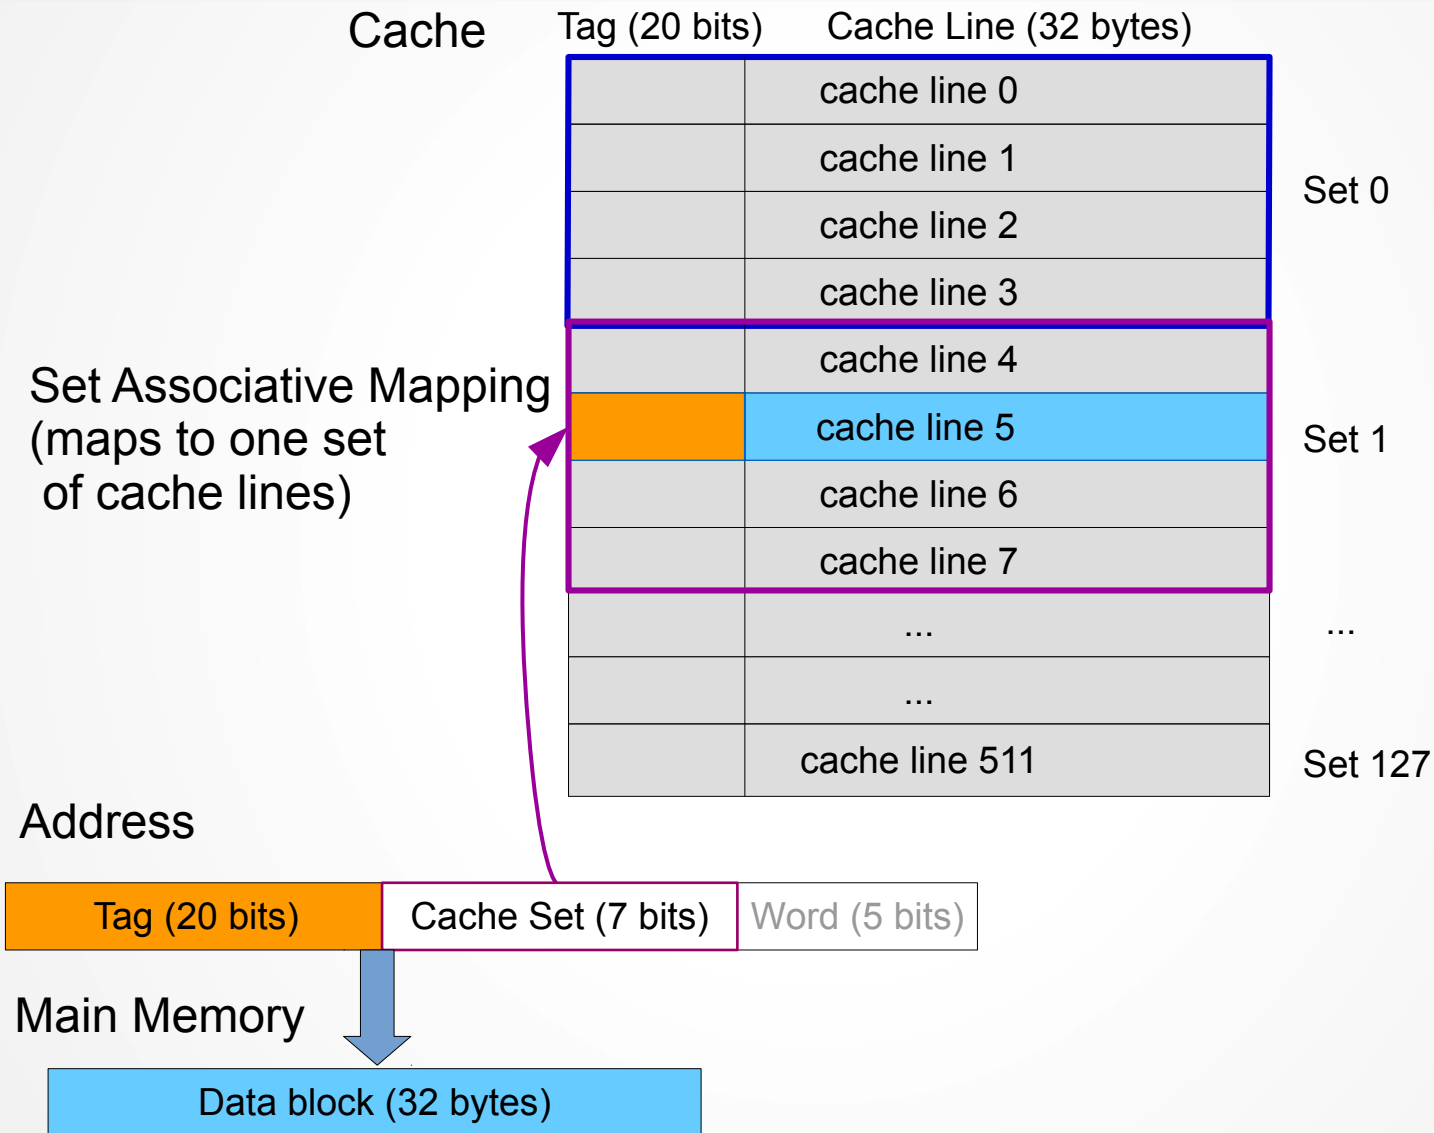 Cache
Tag (20 bits)
Cache Line (32 bytes)
cache line 0
cache line 1
Set 0
cache line 2
cache line 3
cache line 4
Set Associative Mapping
(maps to one set
of cache lines)
cache line 5
Set 1
cache line 6
cache line 7
...
...
...
cache line 511
Set 127
Address
Tag (20 bits)
Cache Set (7 bits)
Word (5 bits)
Main Memory
Data block (32 bytes)